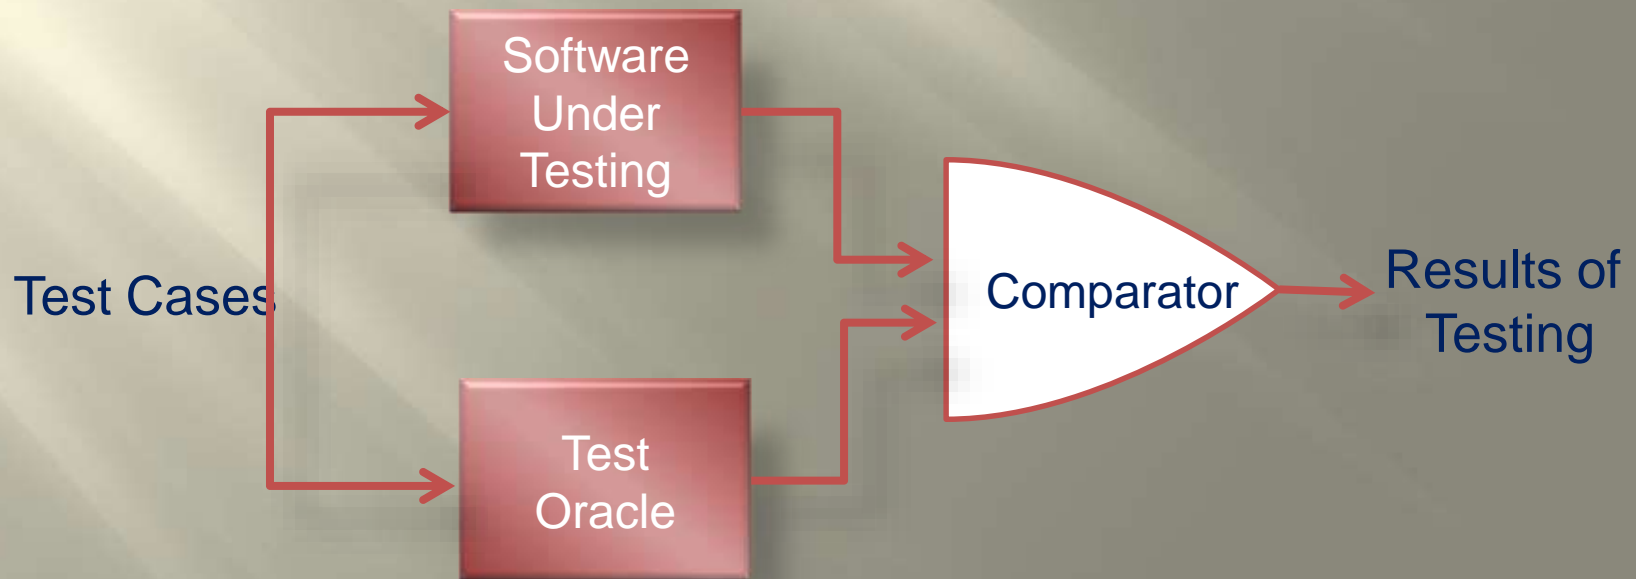 Software
Under
Testing
Test Cases
Comparator
Results of
Testing
Test
Oracle